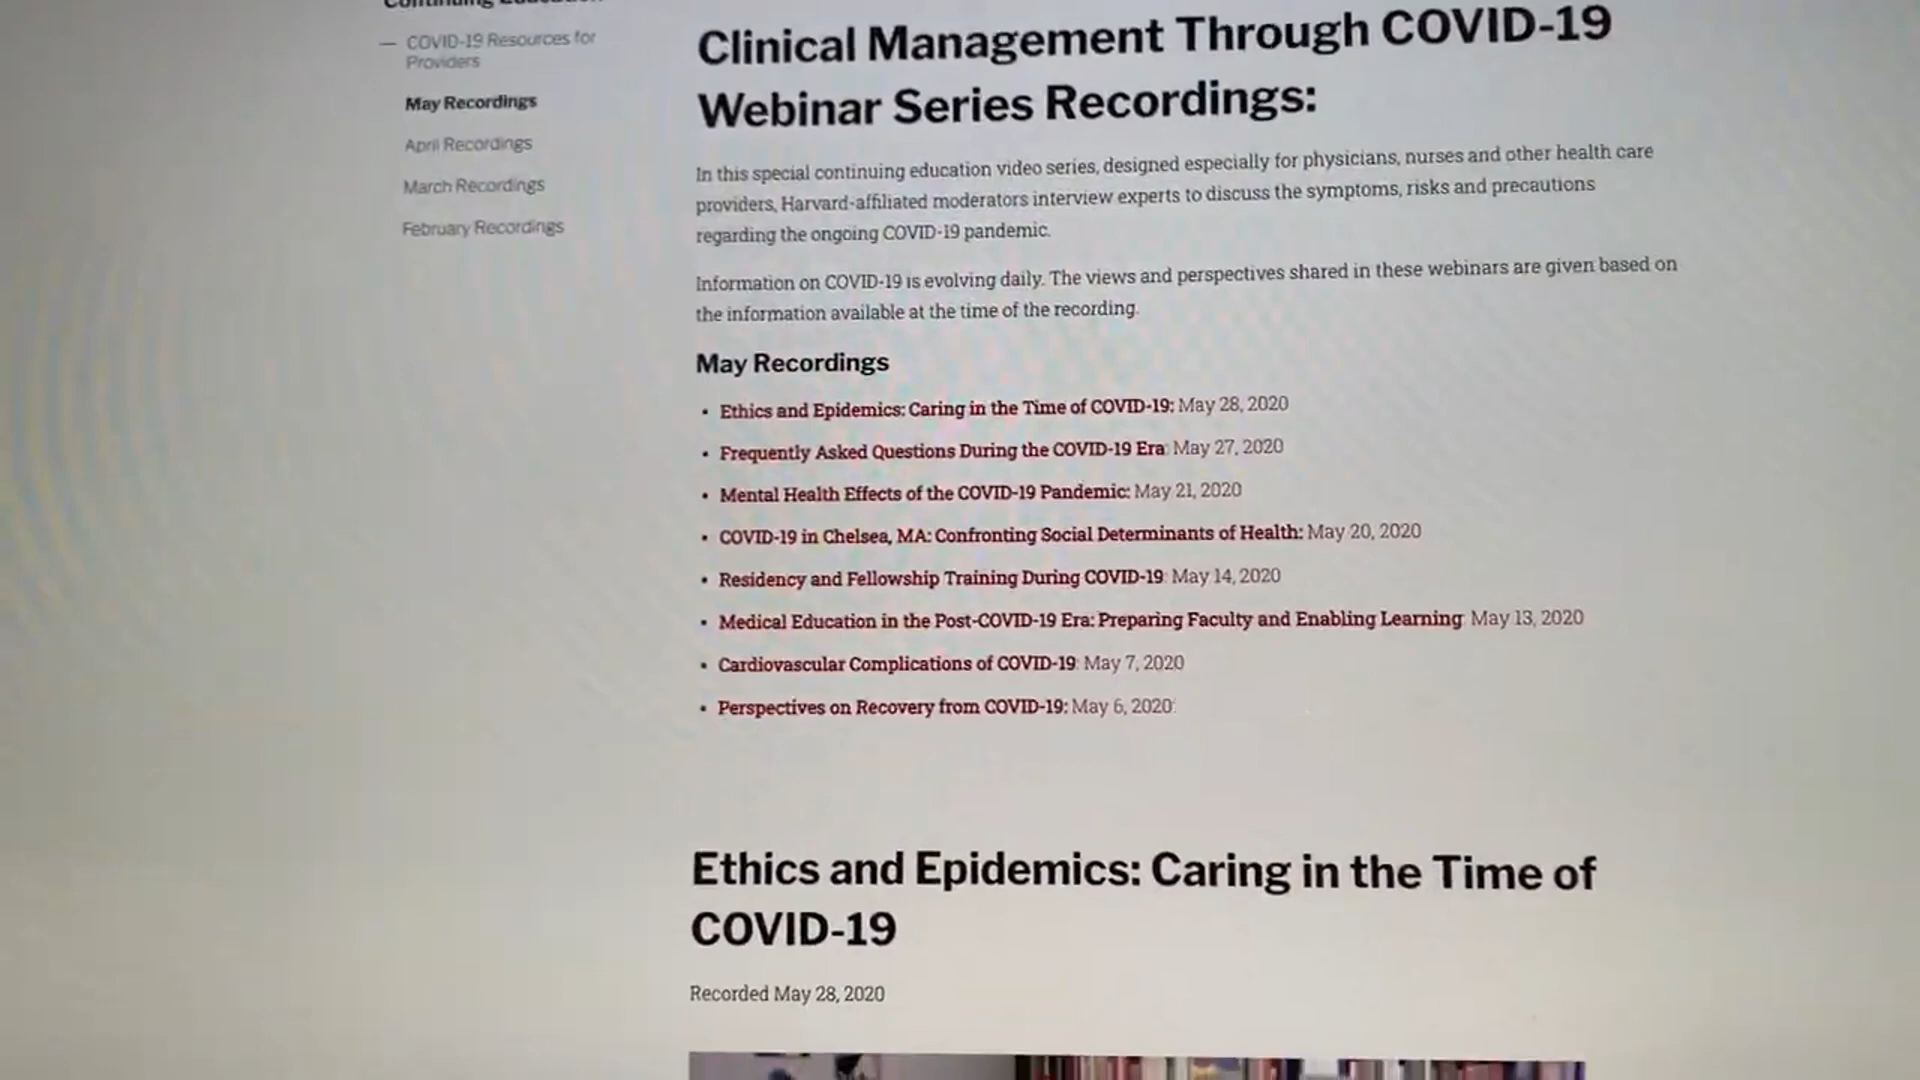 Continuing Education
— COVID-19 Resources for
Providers
May Recordings
April Recordings
March Recordings
February Recordings
Clinical Management Through COVID-19
Webinar Series Recordings:
In this special continuing education video series, designed especially for physicians, nurses and other health care
providers, Harvard-affiliated moderators interview experts to discuss the symptoms, risks and precautions
regarding the ongoing COVID-19 pandemic.
Information on COVID-19 is evolving daily. The views and perspectives shared in these webinars are given based on
the information available at the time of the recording.
May Recordings
• Ethics and Epidemics: Caring in the Time of COVID-19: May 28, 2020
• Frequently Asked Questions During the COVID-19 Era: May 27, 2020
• Mental Health Effects of the COVID-19 Pandemic: May 21, 2020
• COVID-19 in Chelsea, MA: Confronting Social Determinants of Health: May 20, 2020
• Residency and Fellowship Training During COVID-19: May 14, 2020
• Medical Education in the Post-COVID-19 Era: Preparing Faculty and Enabling Learning: May 13, 2020
• Cardiovascular Complications of COVID-19: May 7, 2020
• Perspectives on Recovery from COVID-19: May 6, 2020
Ethics and Epidemics: Caring in the Time of
COVID-19
Recorded May 28, 2020